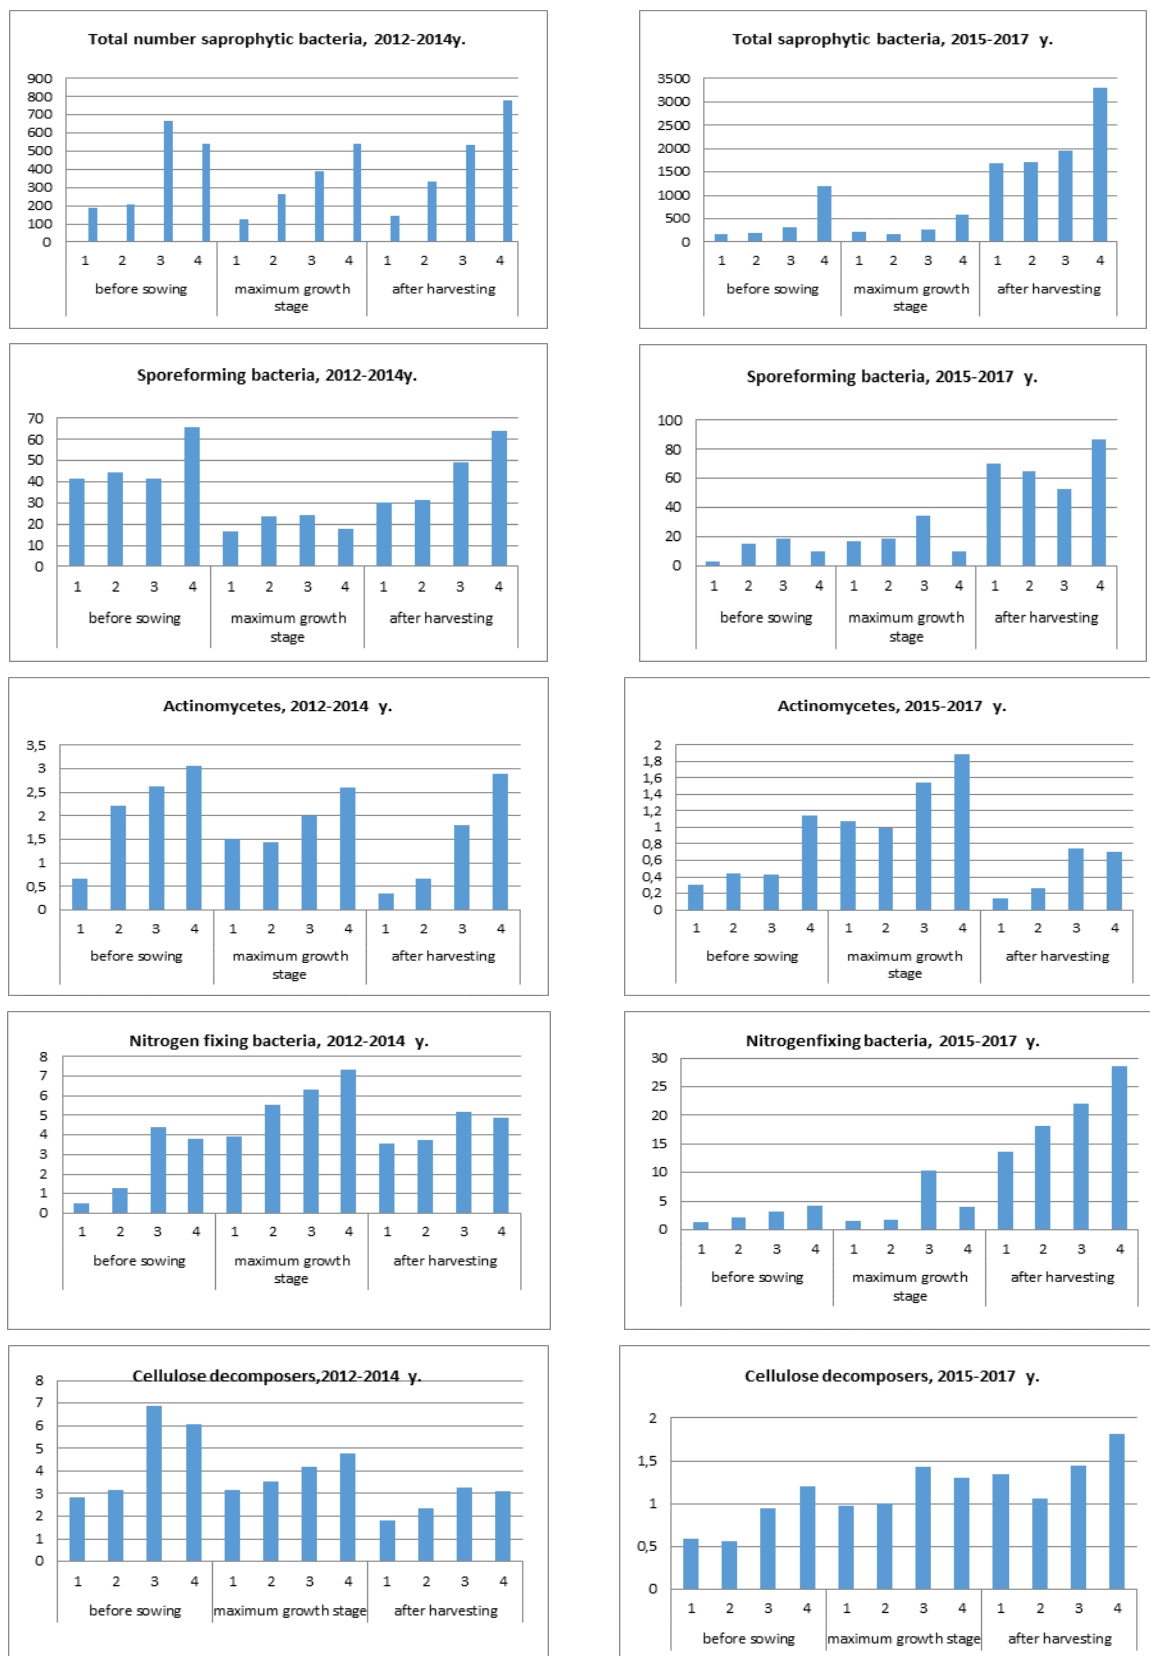 Total number saprophytic bacteria, 2012-2014y.
900
800
700
600
500
400
300
200
100
0
1 2 3 4 1 2 3 4 1 2 3 4
before sowing maximum growth after harvesting
stage
Total saprophytic bacteria, 2015-2017 y.
3500
3000
2500
2000
1500
1000
500
0
1 2 3 4 1 2 3 4 1 2 3 4
before sowing maximum growth after harvesting
stage
Sporeforming bacteria, 2012-2014y.
70
60
50
40
30
20
10
0
1 2 3 4 1 2 3 4 1 2 3 4
before sowing maximum growth after harvesting
stage
Sporeforming bacteria, 2015-2017 y.
100
80
60
40
20
0
1 2 3 4 1 2 3 4 1 2 3 4
before sowing maximum growth after harvesting
stage
Actinomycetes, 2012-2014 y.
3,5
3
2,5
2
1,5
1
0,5
0
1 2 3 4 1 2 3 4 1 2 3 4
before sowing maximum growth after harvesting
stage
Actinomycetes, 2015-2017 y.
2
1,8
1,6
1,4
1,2
1
0,8
0,6
0,4
0,2
0
1 2 3 4 1 2 3 4 1 2 3 4
before sowing maximum growth after harvesting
stage
Nitrogen fixing bacteria, 2012-2014 y.
8
7
6
5
4
3
2
1
0
1 2 3 4 1 2 3 4 1 2 3 4
before sowing maximum growth after harvesting
stage
Nitrogenfixing bacteria, 2015-2017 y.
30
25
20
15
10
5
0
1 2 3 4 1 2 3 4 1 2 3 4
before sowing maximum growth after harvesting
stage
Cellulose decomposers,2012-2014 y.
8
7
6
5
4
3
2
1
0
1 2 3 4 1 2 3 4 1 2 3 4
before sowing maximum growth stage after harvesting
Cellulose decomposers, 2015-2017 y.
2
1,5
1
0,5
0
1 2 3 4 1 2 3 4 1 2 3 4
before sowing maximum growth stage after harvesting